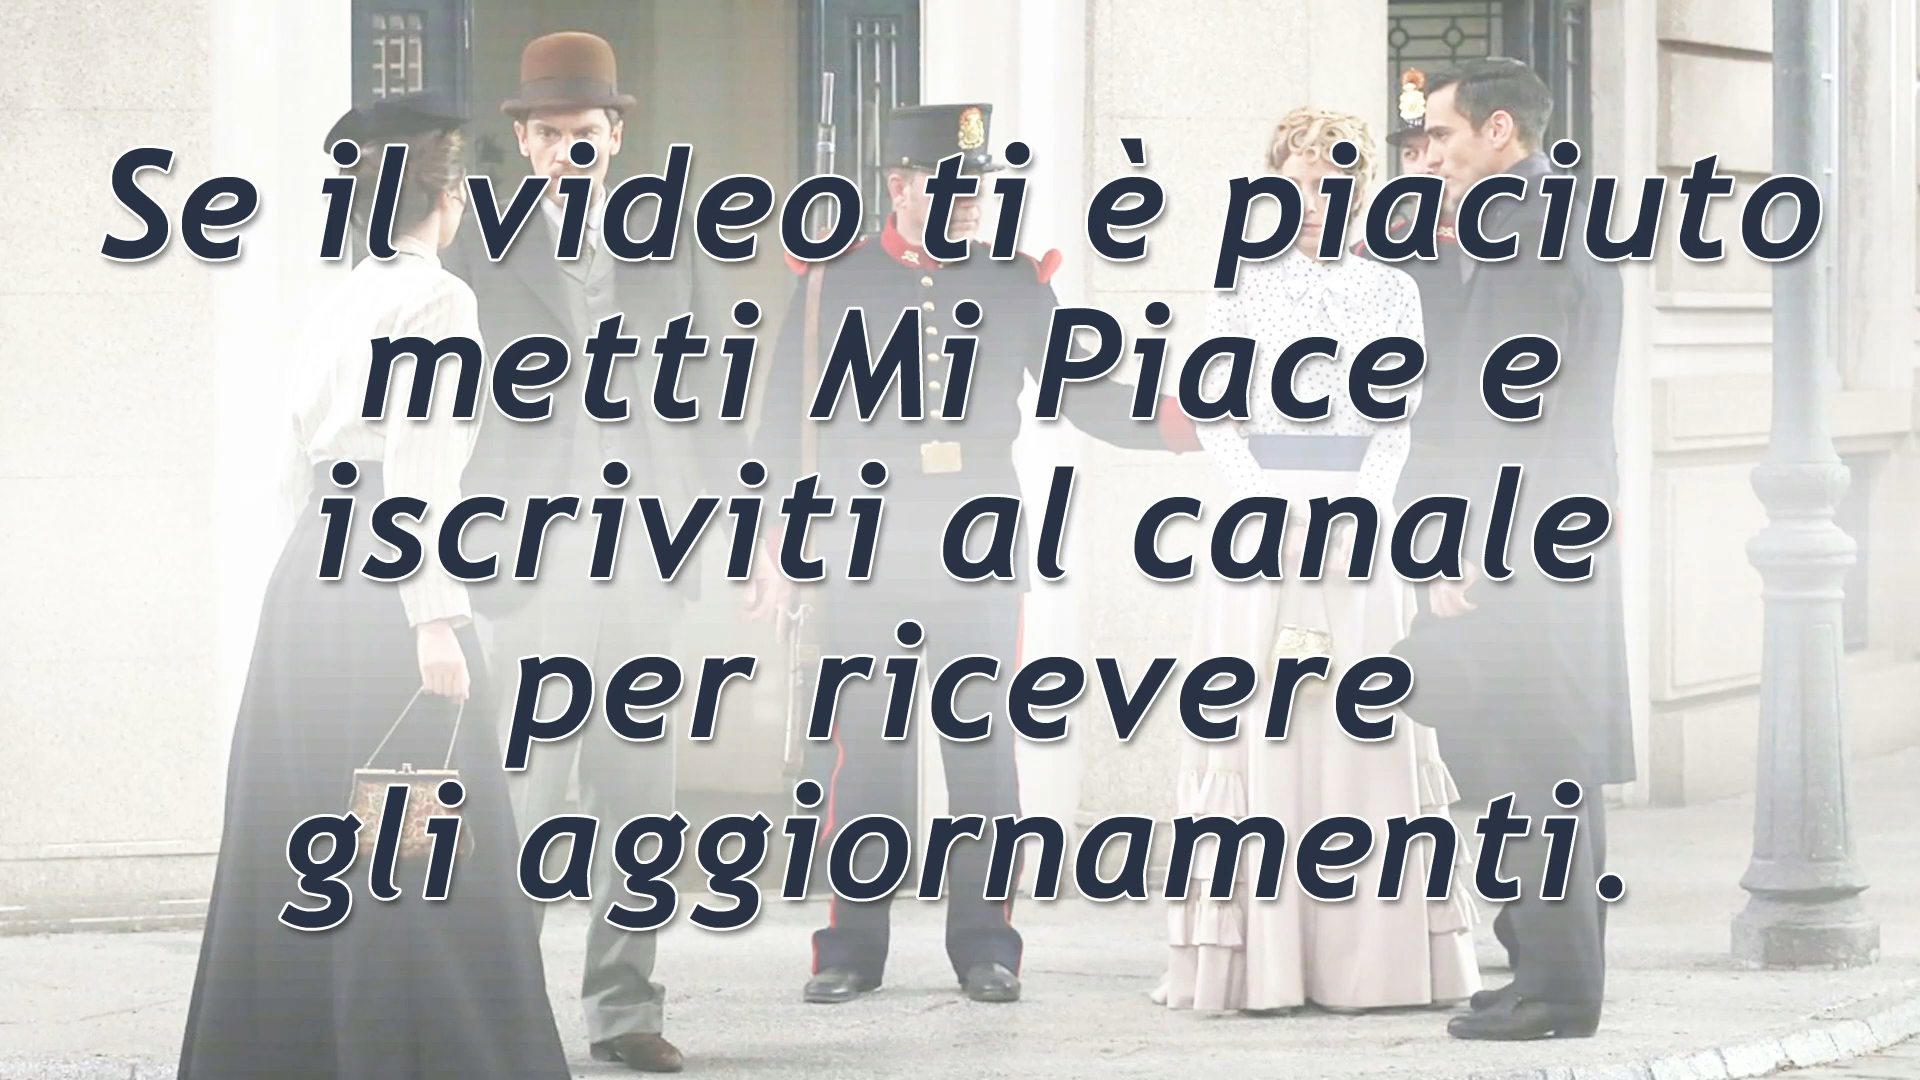 Se il video ti è piaciuto
metti Mi Piace e
iscriviti al canale
per ricevere
gli aggiornamenti.